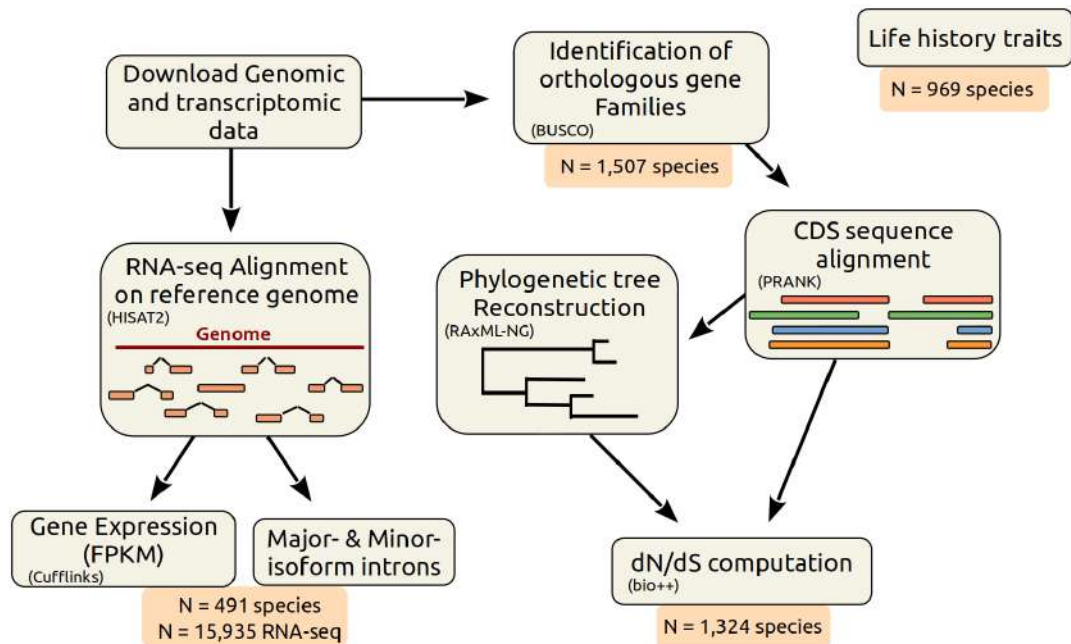 Download Genomic
and transcriptomic
data
Identification of
orthologous gene
Families
(BUSCO)
N = 1,507 species
Life history traits
N = 969 species
RNA-seq Alignment
on reference genome
(HISAT2)
Genome
Phylogenetic tree
Reconstruction
(RAxML-NG)
CDS sequence
alignment
(PRANK)
Gene Expression
(FPKM)
(Cufflinks)
Major- & Minor-
isoform introns
N = 491 species
N = 15,935 RNA-seq
dN/dS computation
(bio++)
N = 1,324 species